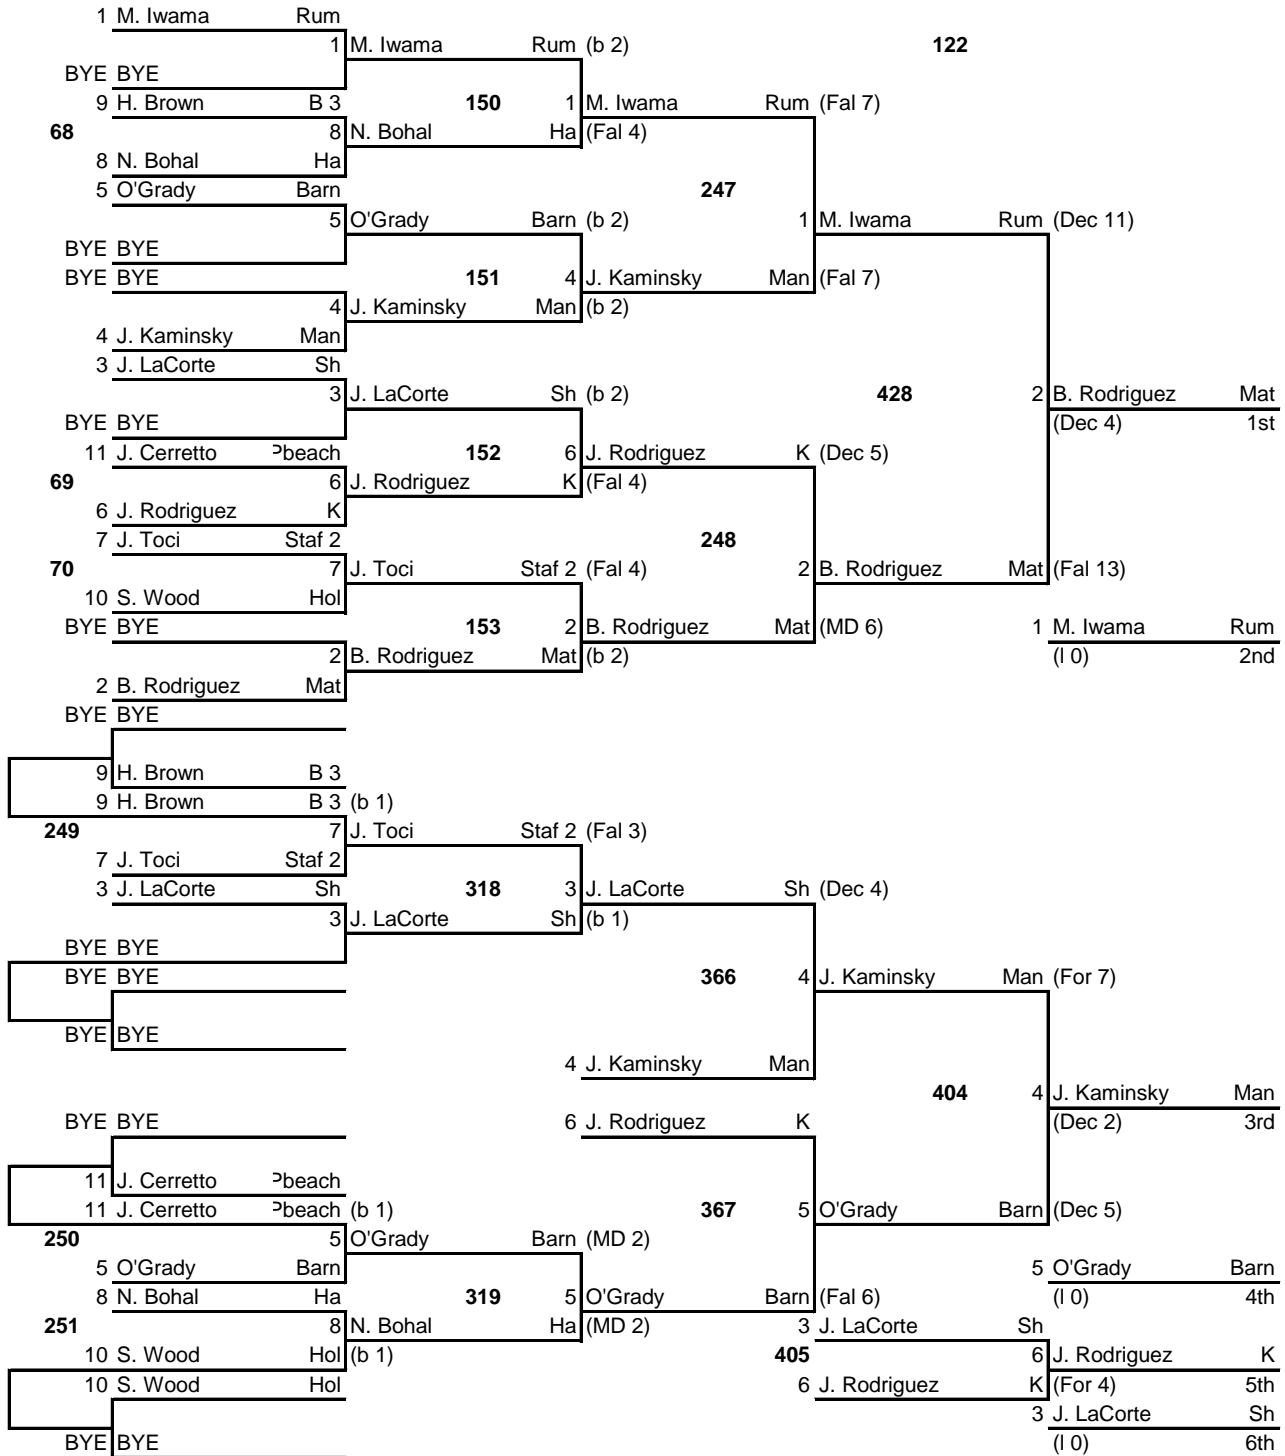 1 M. Iwama Rum
1 M. Iwama Rum (b 2) 122
BYE BYE
9 H. Brown B 3 150 1 M. Iwama Rum (Fal 7)
68 8 N. Bohal Ha (Fal 4)
8 N. Bohal Ha
5 O'Grady Barn 247
5 O'Grady Barn (b 2) 1 M. Iwama Rum (Dec 11)
BYE BYE
BYE BYE 151 4 J. Kaminsky Man (Fal 7)
4 J. Kaminsky Man (b 2)
4 J. Kaminsky Man
3 J. LaCorte Sh
3 J. LaCorte Sh (b 2) 428 2 B. Rodriguez Mat
BYE BYE (Dec 4) 1st
11 J. Cerretto Pbeach 152 6 J. Rodriguez K (Dec 5)
69 6 J. Rodriguez K (Fal 4)
6 J. Rodriguez K
7 J. Toci Staf 2 248
70 7 J. Toci Staf 2 (Fal 4) 2 B. Rodriguez Mat (Fal 13)
10 S. Wood Hol
BYE BYE 153 2 B. Rodriguez Mat (MD 6) 1 M. Iwama Rum
2 B. Rodriguez Mat (b 2) (l 0) 2nd
2 B. Rodriguez Mat
BYE BYE
9 H. Brown B 3
9 H. Brown B 3 (b 1)
249 7 J. Toci Staf 2 (Fal 3)
7 J. Toci Staf 2
3 J. LaCorte Sh 318 3 J. LaCorte Sh (Dec 4)
3 J. LaCorte Sh (b 1)
BYE BYE
BYE BYE 366 4 J. Kaminsky Man (For 7)
BYE BYE
4 J. Kaminsky Man
404 4 J. Kaminsky Man
BYE BYE 6 J. Rodriguez K (Dec 2) 3rd
11 J. Cerretto Pbeach
11 J. Cerretto Pbeach (b 1) 367 5 O'Grady Barn (Dec 5)
250 5 O'Grady Barn (MD 2)
5 O'Grady Barn 5 O'Grady Barn
8 N. Bohal Ha 319 5 O'Grady Barn (Fal 6) (l 0) 4th
251 8 N. Bohal Ha (MD 2) 3 J. LaCorte Sh
10 S. Wood Hol (b 1) 405 6 J. Rodriguez K
10 S. Wood Hol 6 J. Rodriguez K (For 4) 5th
3 J. LaCorte Sh
BYE BYE (l 0) 6th